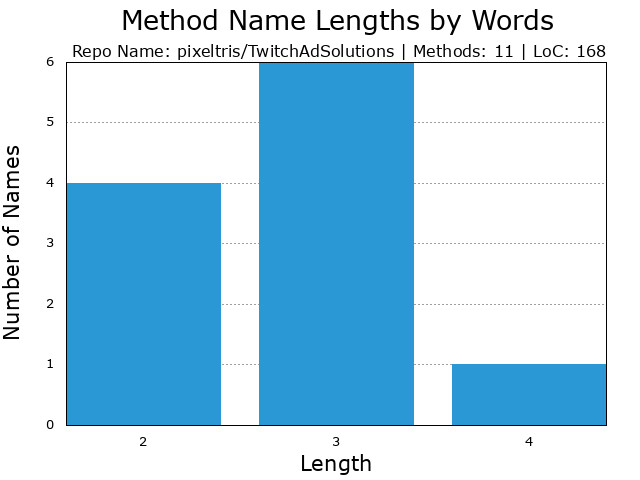 Method Name Lengths by Words
Repo Name: pixeltris/TwitchAdSolutions | Methods: 11 | LoC: 168
Number of Names
6
5
4
3
2
1
0
2 3 4
Length